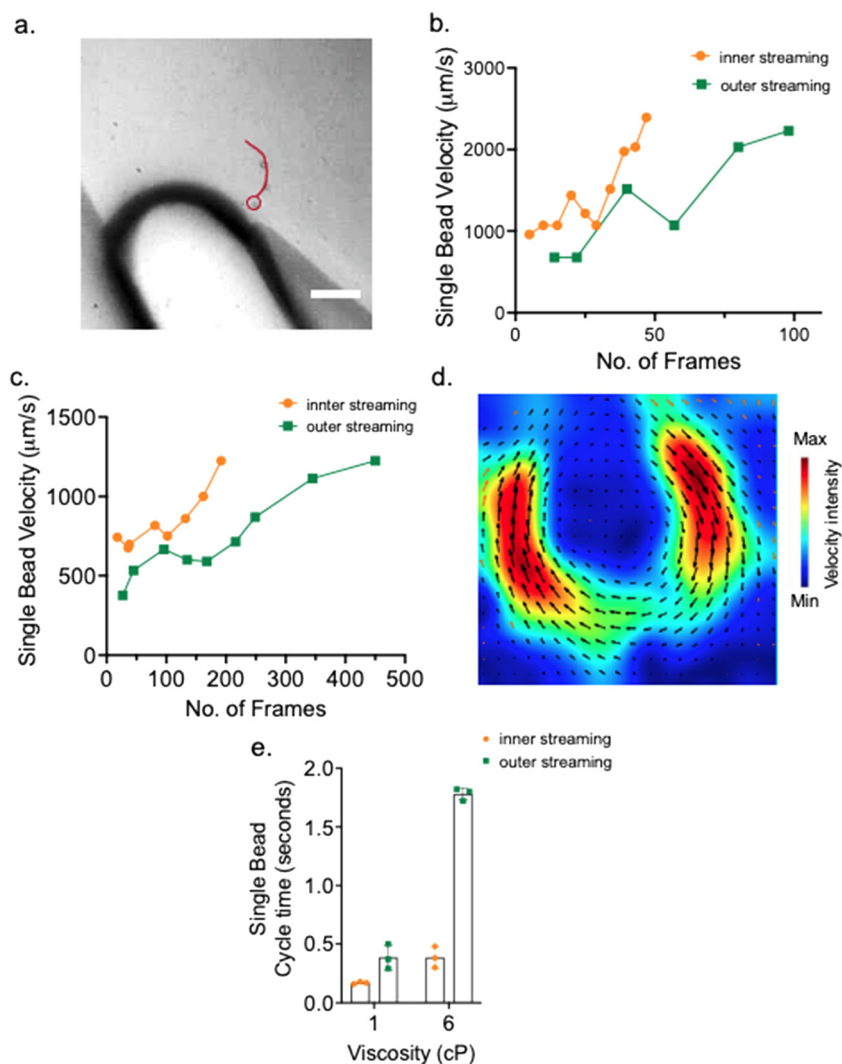 a.
b.
inner streaming
outer streaming
Single Bead Velocity (µm/s)
3000
2000
1000
0
0 50 100
No. of Frames
c.
innter streaming
outer streaming
Single Bead Velocity (µm/s)
1500
1000
500
0
0 100 200 300 400 500
No. of Frames
d.
Max
Velocity intensity
Min
e.
inner streaming
outer streaming
Single Bead
Cycle time (seconds)
2.0
1.5
1.0
0.5
0.0
1 6
Viscosity (cP)